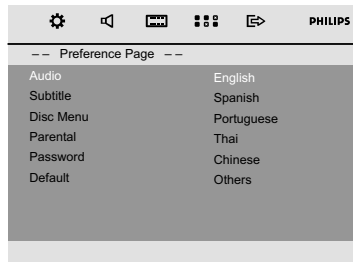 PHILIPS
-- Preference Page --
Audio English
Subtitle Spanish
Disc Menu Portuguese
Parental Thai
Password Chinese
Default Others